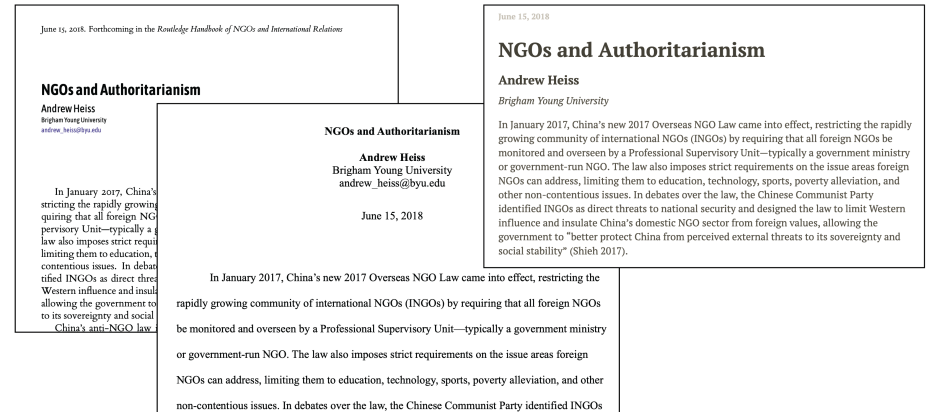 June 15, 2018. Forthcoming in the Routledge Handbook of NGOs and International Relations
NGOs and Authoritarianism
Andrew Heiss
Brigham Young University
andrew_heiss@byu.edu
In January 2017, China's
stricting the rapidly growing
quiring that all foreign NG
pervisory Unit—typically a g
law also imposes strict requi
limiting them to education, t
contentious issues. In debat
tified INGOs as direct threa
Western influence and insula
allowing the government to
to its sovereignty and social
China's anti-NGO law i
NGOs and Authoritarianism
Andrew Heiss
Brigham Young University
andrew_heiss@byu.edu
June 15, 2018
In January 2017, China's new 2017 Overseas NGO Law came into effect, restricting the
rapidly growing community of international NGOs (INGOs) by requiring that all foreign NGOs
be monitored and overseen by a Professional Supervisory Unit—typically a government ministry
or government-run NGO. The law also imposes strict requirements on the issue areas foreign
NGOs can address, limiting them to education, technology, sports, poverty alleviation, and other
non-contentious issues. In debates over the law, the Chinese Communist Party identified INGOs
June 15, 2018
NGOs and Authoritarianism
Andrew Heiss
Brigham Young University
In January 2017, China's new 2017 Overseas NGO Law came into effect, restricting the rapidly
growing community of international NGOs (INGOs) by requiring that all foreign NGOs be
monitored and overseen by a Professional Supervisory Unit—typically a government ministry
or government-run NGO. The law also imposes strict requirements on the issue areas foreign
NGOs can address, limiting them to education, technology, sports, poverty alleviation, and
other non-contentious issues. In debates over the law, the Chinese Communist Party
identified INGOs as direct threats to national security and designed the law to limit Western
influence and insulate China's domestic NGO sector from foreign values, allowing the
government to “better protect China from perceived external threats to its sovereignty and
social stability” (Shieh 2017).